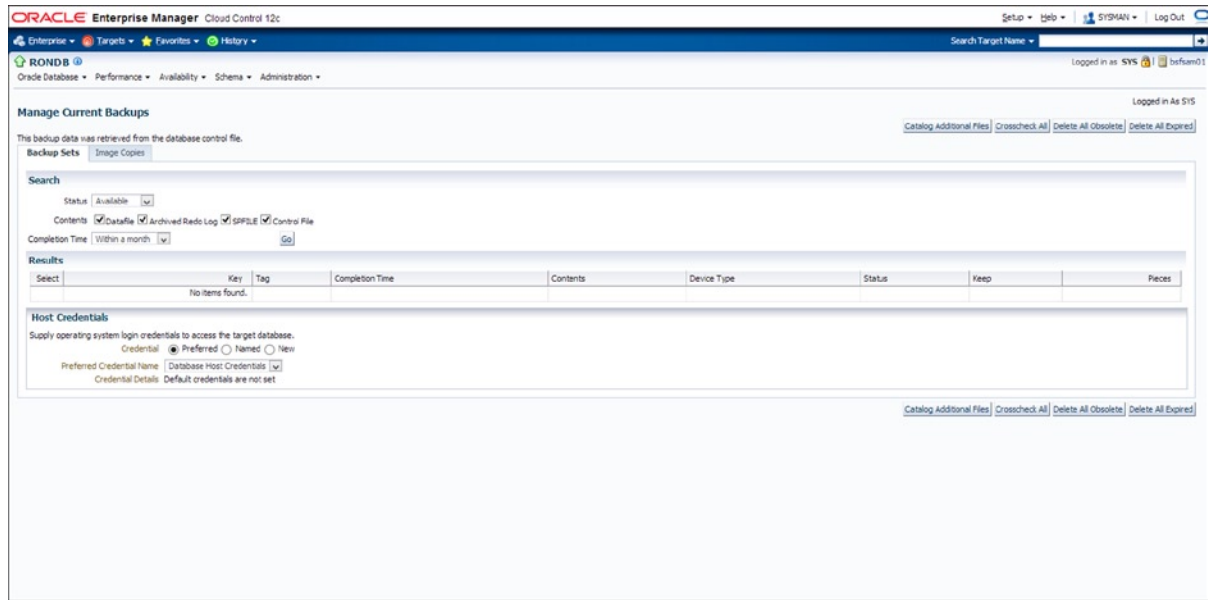 ORACLE Enterprise Manager Cloud Control 12c
Setup Help SYSMAN Log Out
Enterprise Targets Favorites History
Search Target Name
RONDB
Logged in as SYS bsfsam01
Oracle Database Performance Availability Schema Administration
Logged in As SYS
Manage Current Backups
Catalog Additional Files Crosscheck All Delete All Obsolete Delete All Expired
This backup data was retrieved from the database control file.
Backup Sets Image Copies
Search
Status Available
Contents Datafile Archived Redo Log SPFILE Control File
Completion Time Within a month Go
Results
Select Key Tag Completion Time Contents Device Type Status Keep Pieces
No items found.
Host Credentials
Supply operating system login credentials to access the target database.
Credential Preferred Named New
Preferred Credential Name Database Host Credentials
Credential Details Default credentials are not set
Catalog Additional Files Crosscheck All Delete All Obsolete Delete All Expired